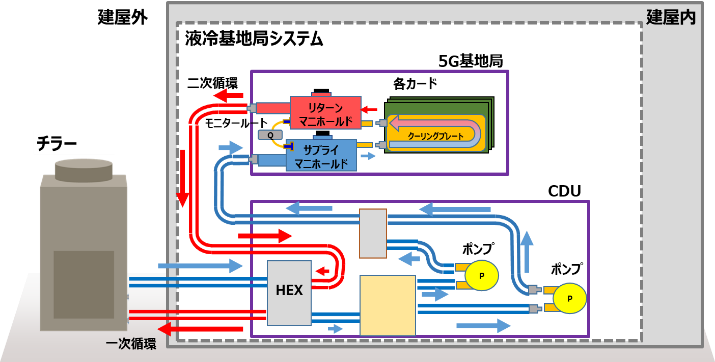 建屋外
建屋内
液冷基地局システム
5G基地局
二次循環
各カード
リターン
マニホールド
モニタールート
Q
クーリングプレート
サプライ
マニホールド
チラー
CDU
ポンプ
P
ポンプ
P
HEX
一次循環